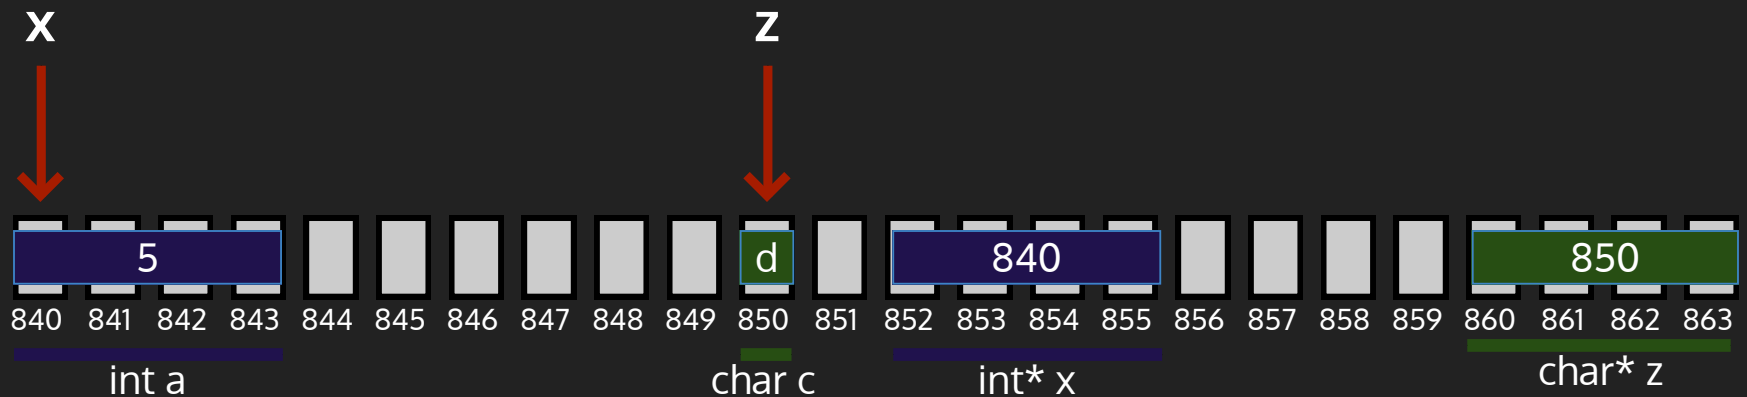 X Z
5 d 840 850
840 841 842 843 844 845 846 847 848 849 850 851 852 853 854 855 856 857 858 859 860 861 862 863
int a char c int* x char* z